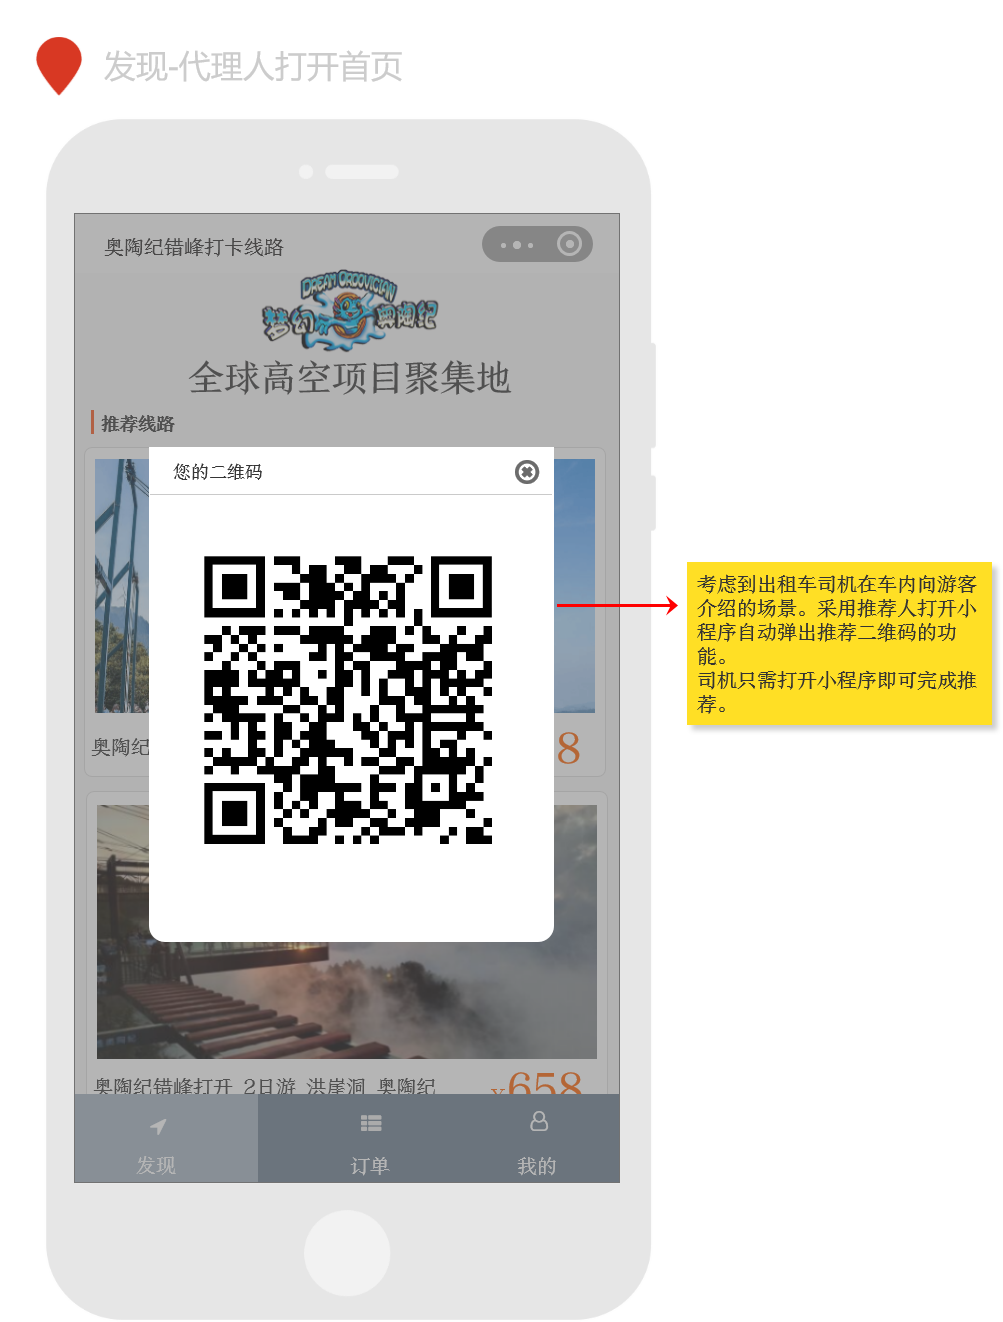 发现-代理人打开首页
奥陶纪错峰打卡线路
DREAM ORDOVICIAN
梦幻奥陶纪
全球高空项目聚集地
推荐线路
您的二维码
考虑到出租车司机在车内向游客
介绍的场景。采用推荐人打开小
程序自动弹出推荐二维码的功
能。
司机只需打开小程序即可完成推
荐。
奥陶纪
8
奥陶纪错峰打开 2日游 洪崖洞 奥陶纪
¥658
发现
订单
我的